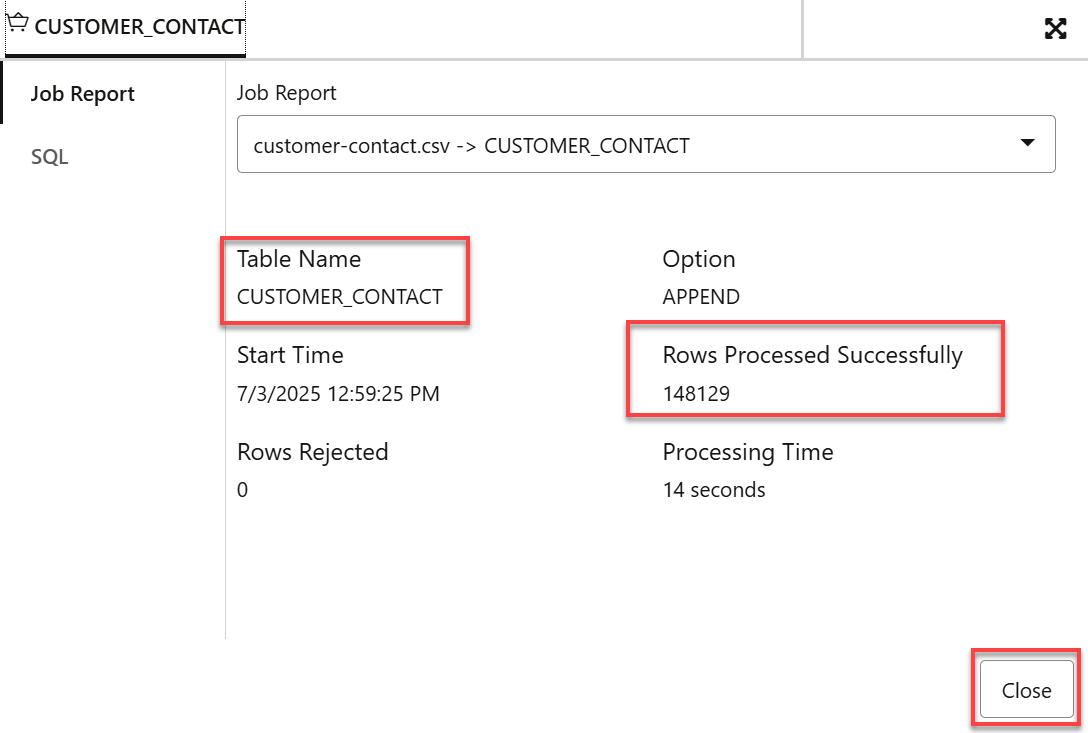 CUSTOMER_CONTACT
Job Report
SQL
Job Report
customer-contact.csv -> CUSTOMER_CONTACT
Table Name
CUSTOMER_CONTACT
Option
APPEND
Start Time
7/3/2025 12:59:25 PM
Rows Processed Successfully
148129
Rows Rejected
0
Processing Time
14 seconds
Close